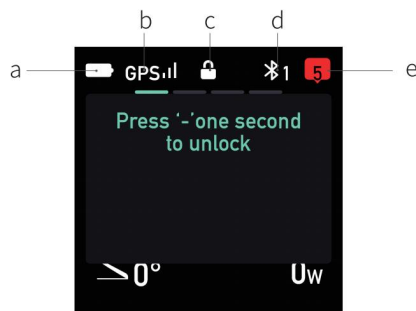 a b c d e
GPS 1 5
Press ‘-’one second
to unlock
0° 0W